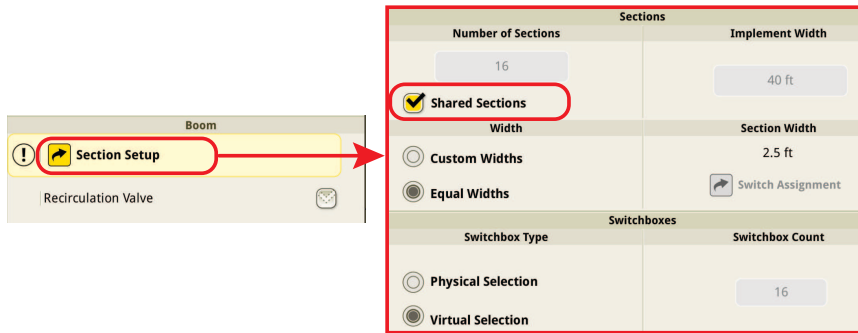 Boom
! Section Setup
Recirculation Valve
Sections
Number of Sections Implement Width
16
40 ft
Shared Sections
Width Section Width
Custom Widths 2.5 ft
Equal Widths Switch Assignment
Switchboxes
Switchbox Type Switchbox Count
Physical Selection
16
Virtual Selection